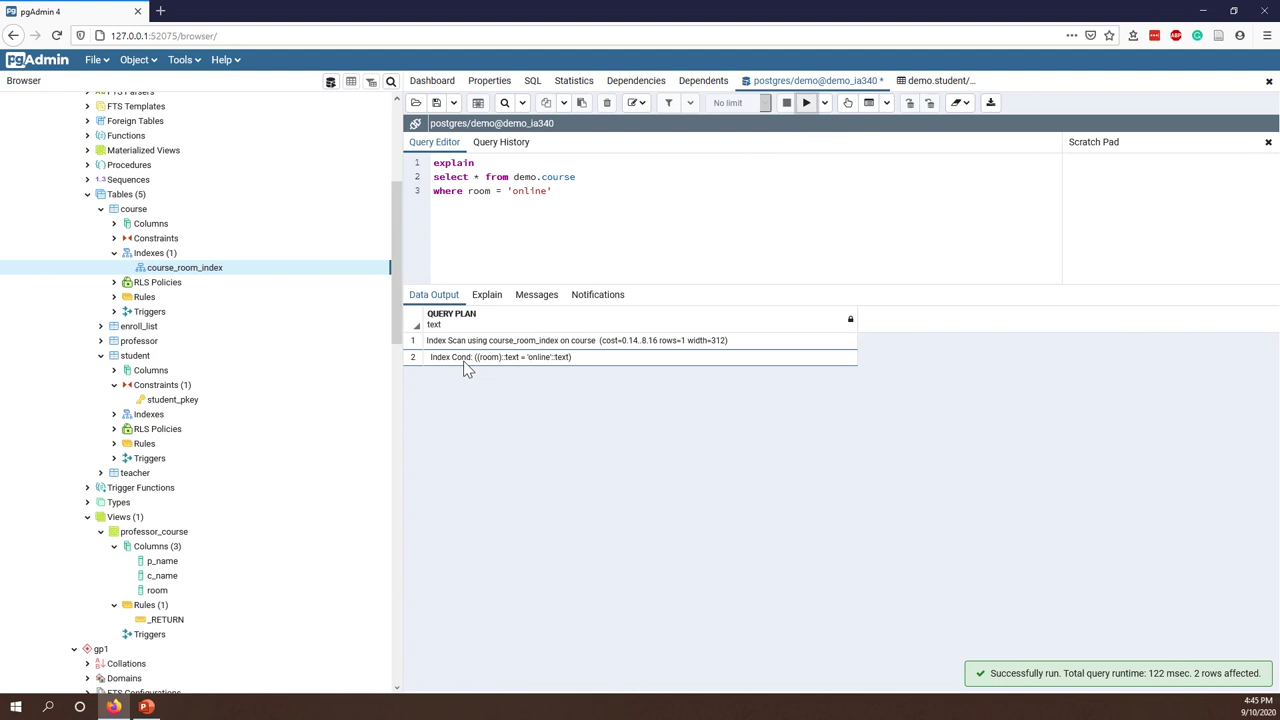 pgAdmin 4
127.0.0.1:52075/browser/
pgAdmin File Object Tools Help
Browser
Dashboard Properties SQL Statistics Dependencies Dependents postgres/demo@demo_ia340 * demo.student/...
No limit
postgres/demo@demo_ia340
Query Editor Query History
Scratch Pad
1 explain
2 select * from demo.course
3 where room = 'online'
Data Output Explain Messages Notifications
QUERY PLAN
text
1 Index Scan using course_room_index on course (cost=0.14..8.16 rows=1 width=312)
2 Index Cond: ((room)::text = 'online'::text)
FTS Parsers
FTS Templates
Foreign Tables
Functions
Materialized Views
Procedures
Sequences
Tables (5)
course
Columns
Constraints
Indexes (1)
course_room_index
RLS Policies
Rules
Triggers
enroll_list
professor
student
Columns
Constraints (1)
student_pkey
Indexes
RLS Policies
Rules
Triggers
teacher
Trigger Functions
Types
Views (1)
professor_course
Columns (3)
p_name
c_name
room
Rules (1)
_RETURN
Triggers
gp1
Collations
Domains
FTS Configurations
Successfully run. Total query runtime: 122 msec. 2 rows affected.
4:45 PM
9/10/2020